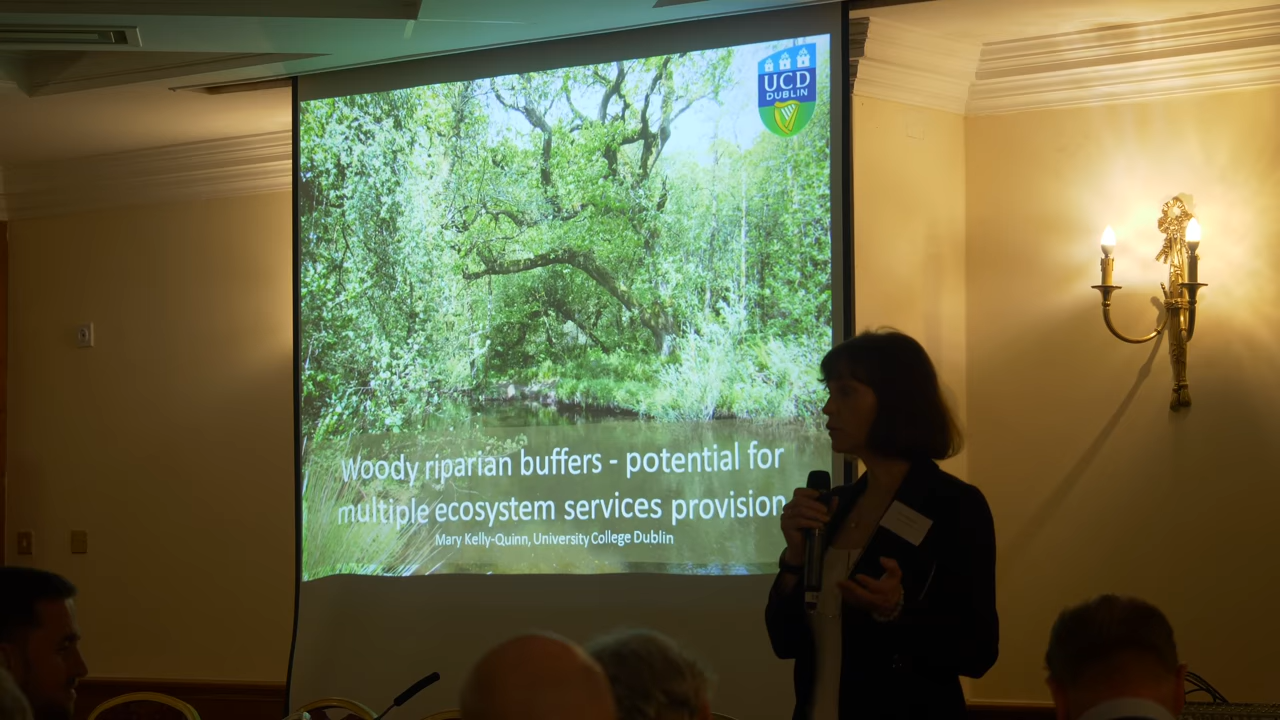 UCD
DUBLIN
Woody riparian buffers - potential for
multiple ecosystem services provision
Mary Kelly-Quinn, University College Dublin